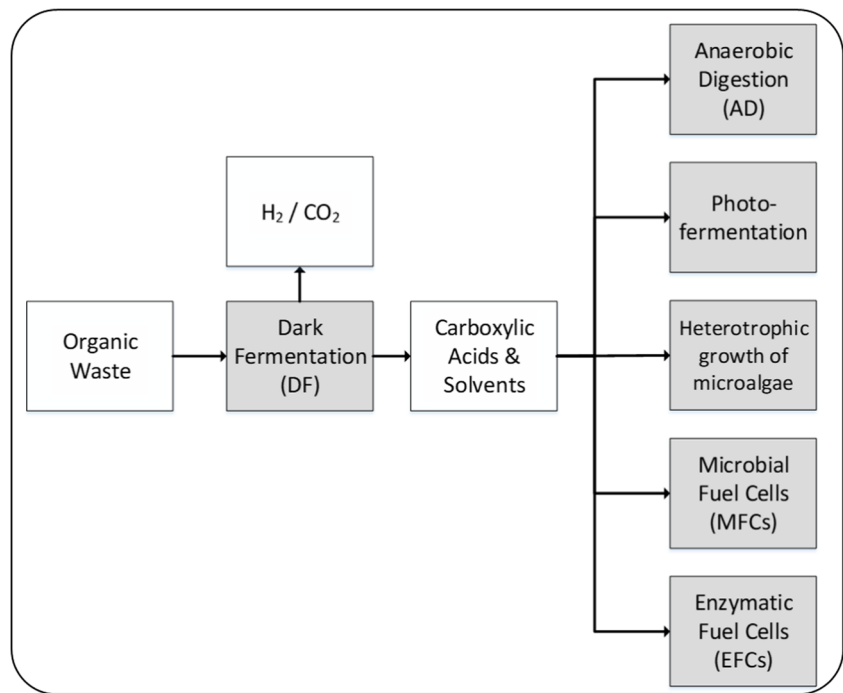 Anaerobic
Digestion
(AD)
H₂ / CO₂
Photo-
fermentation
Organic
Waste
Dark
Fermentation
(DF)
Carboxylic
Acids &
Solvents
Heterotrophic
growth of
microalgae
Microbial
Fuel Cells
(MFCs)
Enzymatic
Fuel Cells
(EFCs)